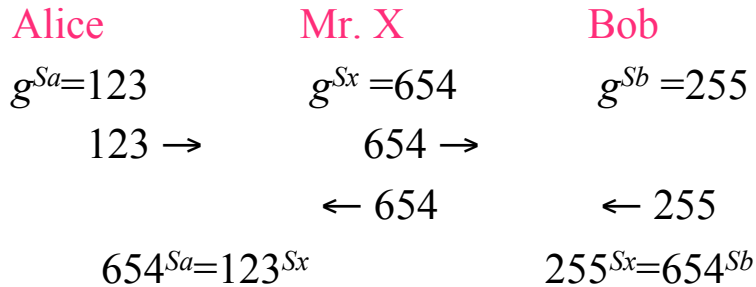 Alice Mr. X Bob
g^{Sa}=123 g^{Sx} =654 g^{Sb} =255
123 → 654 →
← 654 ← 255
654^{Sa}=123^{Sx} 255^{Sx}=654^{Sb}